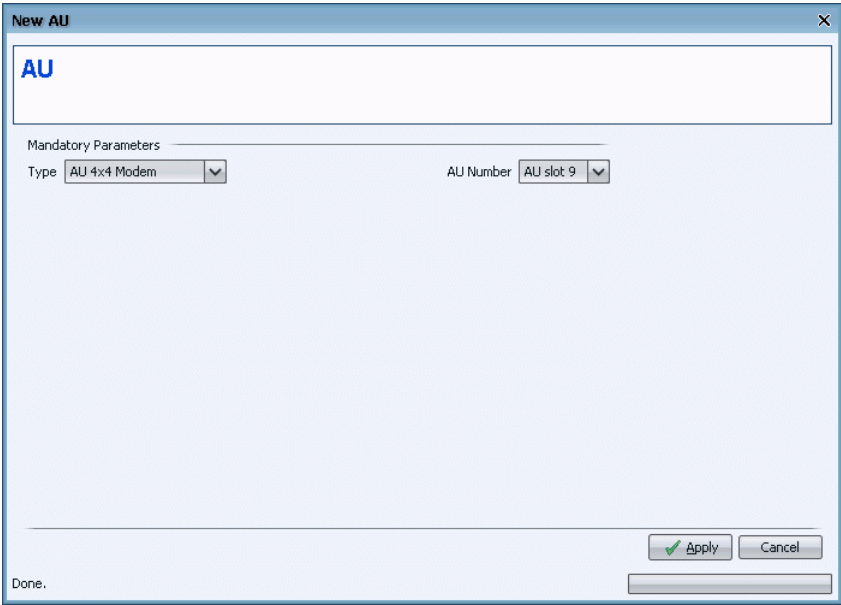 New AU
AU
Mandatory Parameters
Type AU 4x4 Modem AU Number AU slot 9
Apply Cancel
Done.